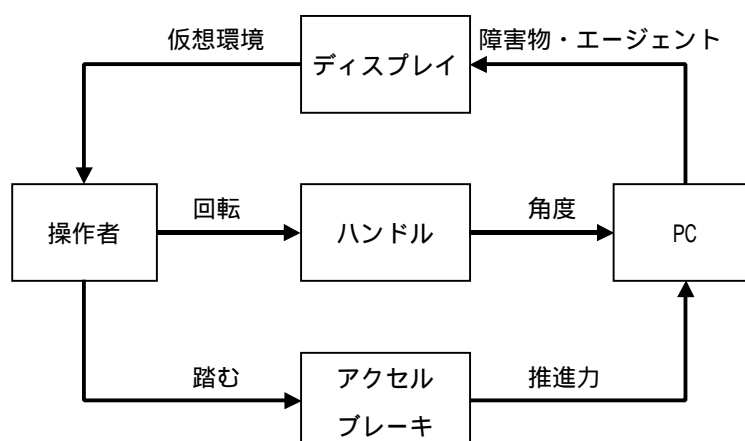 仮想環境
ディスプレイ
障害物・エージェント
操作者
回転
ハンドル
角度
PC
踏む
アクセル
ブレーキ
推進力